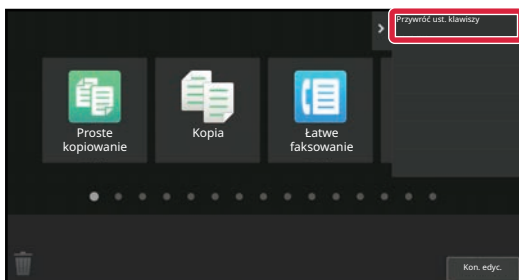 Przywróć ust. klawiszy
Proste
kopiowanie
Kopia
Łatwe
faksowanie
Kon. edyc.